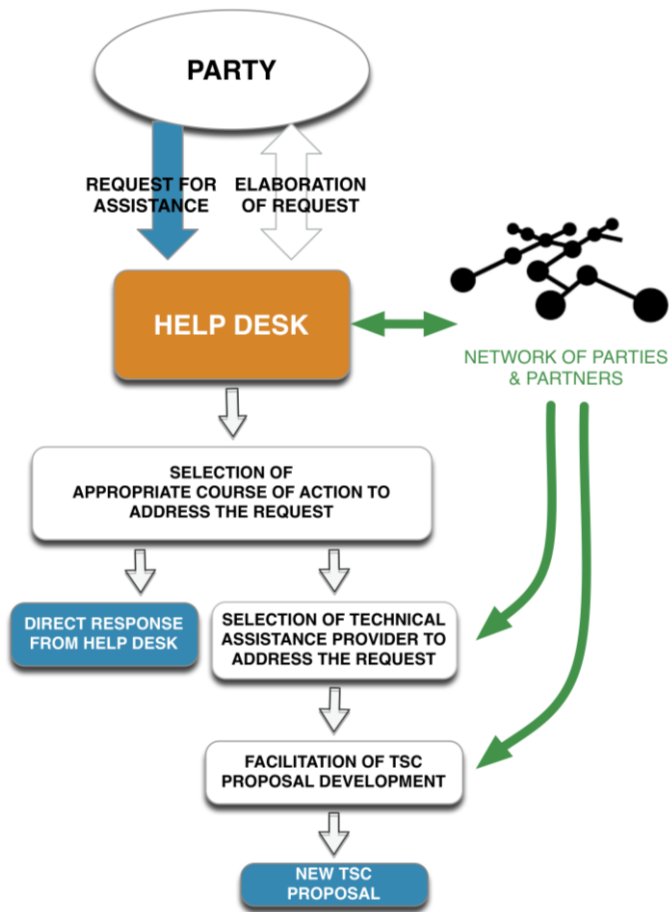 PARTY
REQUEST FOR
ASSISTANCE
ELABORATION
OF REQUEST
HELP DESK
NETWORK OF PARTIES
& PARTNERS
SELECTION OF
APPROPRIATE COURSE OF ACTION TO
ADDRESS THE REQUEST
DIRECT RESPONSE
FROM HELP DESK
SELECTION OF TECHNICAL
ASSISTANCE PROVIDER TO
ADDRESS THE REQUEST
FACILITATION OF TSC
PROPOSAL DEVELOPMENT
NEW TSC
PROPOSAL